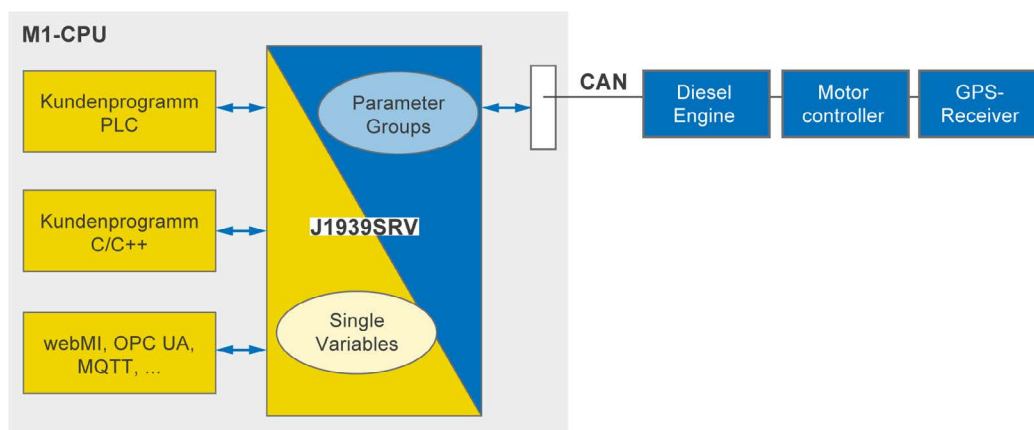 M1-CPU
Kundenprogramm
PLC
Kundenprogramm
C/C++
webMI, OPC UA,
MQTT, ...
Parameter
Groups
J1939SRV
Single
Variables
CAN
Diesel
Engine
Motor
controller
GPS-
Receiver